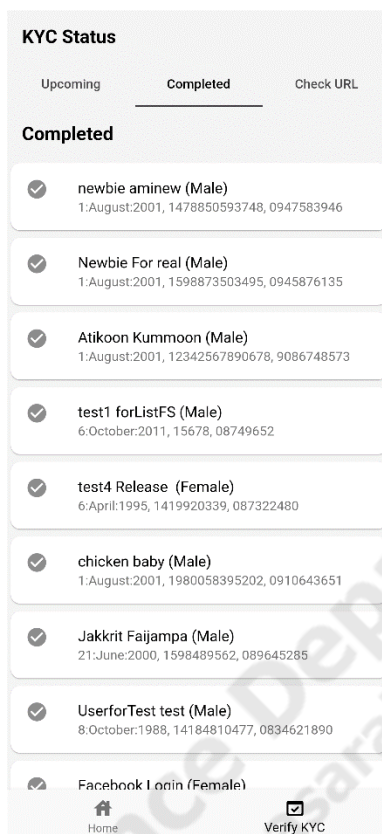 KYC Status
Upcoming Completed Check URL
Completed
newbie aminew (Male)
1:August:2001, 1478850593748, 0947583946
Newbie For real (Male)
1:August:2001, 1598873503495, 0945876135
Atikoon Kummoon (Male)
1:August:2001, 12342567890678, 9086748573
test1 forListFS (Male)
6:October:2011, 15678, 08749652
test4 Release (Female)
6:April:1995, 1419920339, 087322480
chicken baby (Male)
1:August:2001, 1980058395202, 0910643651
Jakkrit Faijampa (Male)
21:June:2000, 1598489562, 089645285
UserforTest test (Male)
8:October:1988, 14184810477, 0834621890
Facebook Login (Female)
Home Verify KYC